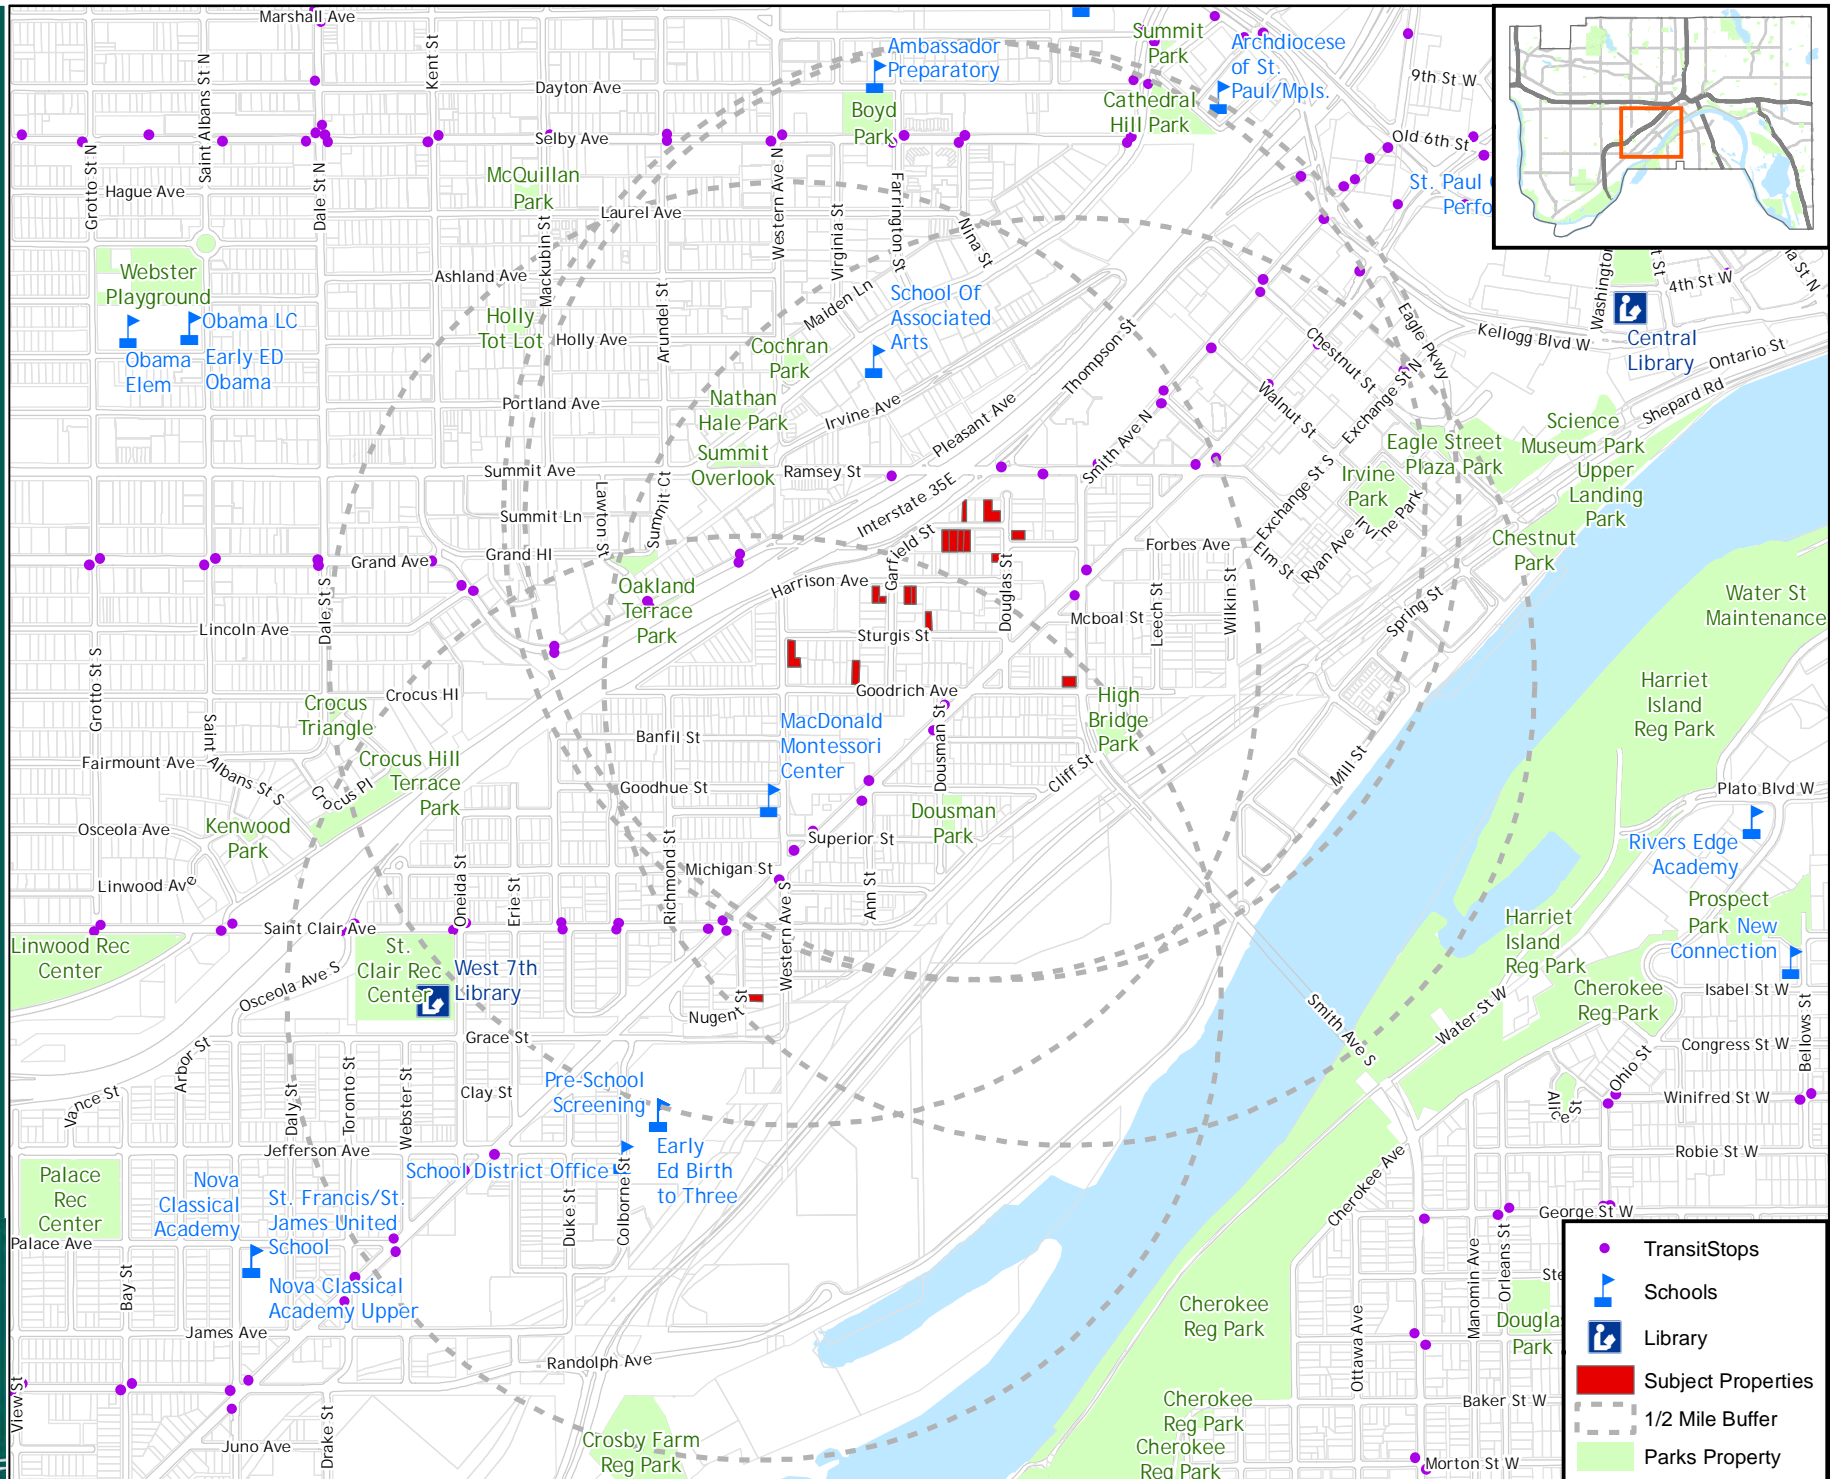 Marshall Ave
Saint Albans St N
Kent St
Dayton Ave
Ambassador
Preparatory
Summit
Park
Archdiocese
of St.
Paul/Mpls.
9th St W
Boyd
Park
Cathedral
Hill Park
Selby Ave
Old 6th St
Grotto St N
Hague Ave
Dale St N
McQuillan
Park
Laurel Ave
Western Ave N
Virginia St
Farrington St
Nina St
St. Paul
Perfo
Webster
Playground
Ashland Ave
Mackubin St
Arundel St
Maiden Ln
School Of
Associated
Arts
Washington
t St
4th St W
ia St N
Obama LC
Obama
Elem
Early ED
Obama
Holly
Tot Lot
Holly Ave
Cochran
Park
Thompson St
Chestnut St
Eagle Pkwy
Kellogg Blvd W
Central
Library
Ontario St
Shepard Rd
Portland Ave
Nathan
Hale Park
Irvine Ave
Pleasant Ave
Smith Ave N
Walnut St
Exchange St N
Science
Museum Park
Eagle Street
Plaza Park
Upper
Landing
Park
Summit Ave
Summit
Overlook
Ramsey St
Interstate 35E
Exchange St S
Irvine
Park
Irvine Park
Lawton St
Summit Ct
Summit Ln
Grand Ave
Grand Hl
Garfield St
Forbes Ave
Elm St
Ryan Ave
Chestnut
Park
Oakland
Terrace
Park
Harrison Ave
Douglas St
Mcboal St
Leech St
Wilkin St
Spring St
Water St
Maintenance
Dale St S
Lincoln Ave
Sturgis St
Grotto St S
Crocus Hl
Crocus
Triangle
Goodrich Ave
High
Bridge
Park
Harriet
Island
Reg Park
Saint
Albans St S
Banfil St
MacDonald
Montessori
Center
Dousman St
Fairmount Ave
Crocus Hill
Terrace
Park
Crocus Pl
Goodhue St
Cliff St
Mill St
Plato Blvd W
Osceola Ave
Kenwood
Park
Superior St
Dousman
Park
Rivers Edge
Academy
Linwood Ave
Oneida St
Erie St
Richmond St
Michigan St
Western Ave S
Ann St
Prospect
Park
New
Connection
Saint Clair Ave
Linwood Rec
Center
Osceola Ave S
St.
Clair Rec
Center
West 7th
Library
Harriet
Island
Reg Park
Nugent St
Cherokee
Reg Park
Isabel St W
Smith Ave S
Water St W
Bellows St
Arbor St
Grace St
Congress St W
Vance St
Daly St
Toronto St
Webster St
Clay St
Pre-School
Screening
Alice St
Ohio St
Winifred St W
Jefferson Ave
School District Office
Early
Ed Birth
to Three
Robie St W
Palace
Rec
Center
Nova
Classical
Academy
St. Francis/St.
James United
School
Duke St
Colborne St
Cherokee Ave
George St W
Palace Ave
Bay St
Nova Classical
Academy Upper
Manomin Ave
Orleans St
Ste
James Ave
Cherokee
Reg Park
Ottawa Ave
Dougla
Park
Randolph Ave
View St
Drake St
Juno Ave
Crosby Farm
Reg Park
Cherokee
Reg Park
Cherokee
Reg Park
Baker St W
Morton St W
TransitStops
Schools
Library
Subject Properties
1/2 Mile Buffer
Parks Property